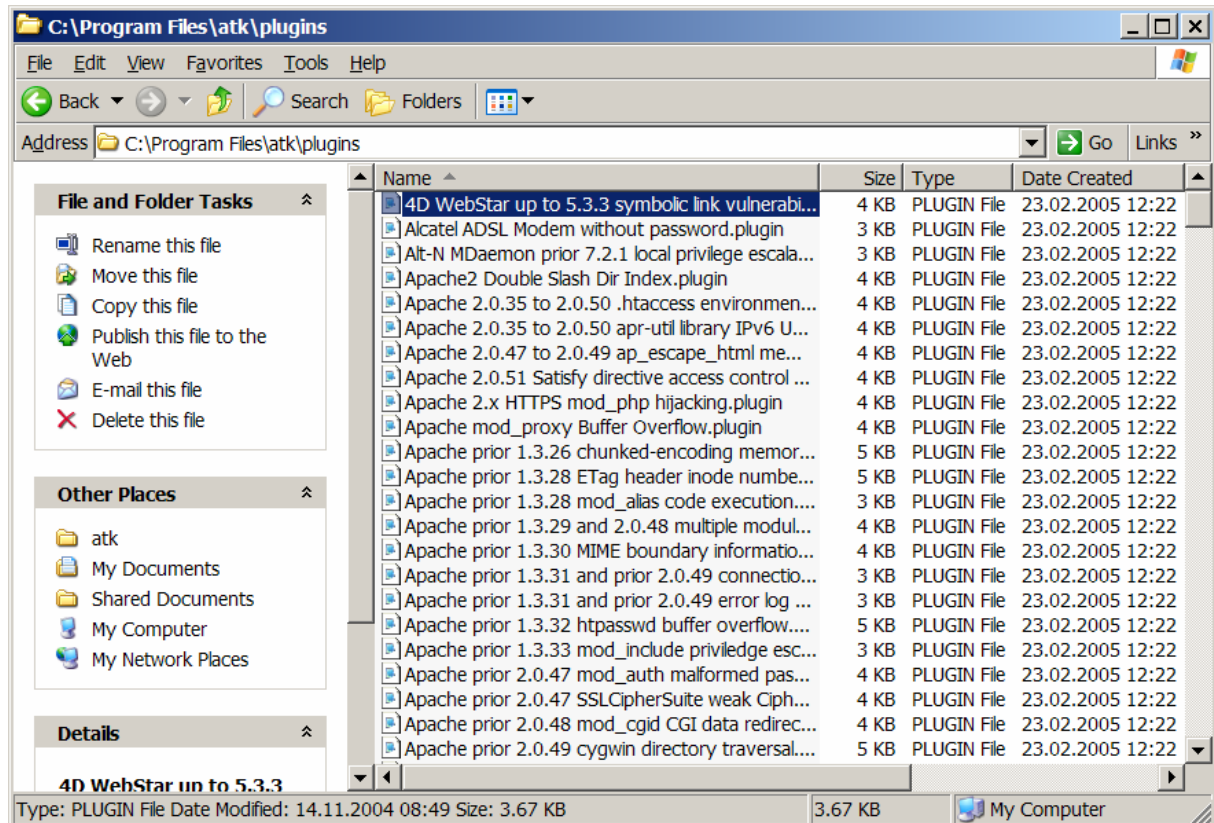 C:\Program Files\atk\plugins
File Edit View Favorites Tools Help
Back Search Folders
Address C:\Program Files\atk\plugins Go Links »
File and Folder Tasks
Rename this file
Move this file
Copy this file
Publish this file to the
Web
E-mail this file
Delete this file
Other Places
atk
My Documents
Shared Documents
My Computer
My Network Places
Details
4D WebStar up to 5.3.3
Name Size Type Date Created
4D WebStar up to 5.3.3 symbolic link vulnerabi... 4 KB PLUGIN File 23.02.2005 12:22
Alcatel ADSL Modem without password.plugin 3 KB PLUGIN File 23.02.2005 12:22
Alt-N MDaemon prior 7.2.1 local privilege escala... 3 KB PLUGIN File 23.02.2005 12:22
Apache2 Double Slash Dir Index.plugin 4 KB PLUGIN File 23.02.2005 12:22
Apache 2.0.35 to 2.0.50 .htaccess environmen... 4 KB PLUGIN File 23.02.2005 12:22
Apache 2.0.35 to 2.0.50 apr-util library IPv6 U... 4 KB PLUGIN File 23.02.2005 12:22
Apache 2.0.47 to 2.0.49 ap_escape_html me... 4 KB PLUGIN File 23.02.2005 12:22
Apache 2.0.51 Satisfy directive access control ... 4 KB PLUGIN File 23.02.2005 12:22
Apache 2.x HTTPS mod_php hijacking.plugin 4 KB PLUGIN File 23.02.2005 12:22
Apache mod_proxy Buffer Overflow.plugin 4 KB PLUGIN File 23.02.2005 12:22
Apache prior 1.3.26 chunked-encoding memor... 5 KB PLUGIN File 23.02.2005 12:22
Apache prior 1.3.28 ETag header inode numbe... 5 KB PLUGIN File 23.02.2005 12:22
Apache prior 1.3.28 mod_alias code execution.... 3 KB PLUGIN File 23.02.2005 12:22
Apache prior 1.3.29 and 2.0.48 multiple modul... 4 KB PLUGIN File 23.02.2005 12:22
Apache prior 1.3.30 MIME boundary informatio... 4 KB PLUGIN File 23.02.2005 12:22
Apache prior 1.3.31 and prior 2.0.49 connectio... 3 KB PLUGIN File 23.02.2005 12:22
Apache prior 1.3.31 and prior 2.0.49 error log ... 3 KB PLUGIN File 23.02.2005 12:22
Apache prior 1.3.32 htpasswd buffer overflow.... 5 KB PLUGIN File 23.02.2005 12:22
Apache prior 1.3.33 mod_include priviledge esc... 3 KB PLUGIN File 23.02.2005 12:22
Apache prior 2.0.47 mod_auth malformed pas... 4 KB PLUGIN File 23.02.2005 12:22
Apache prior 2.0.47 SSLCipherSuite weak Ciph... 4 KB PLUGIN File 23.02.2005 12:22
Apache prior 2.0.48 mod_cgid CGI data redirec... 4 KB PLUGIN File 23.02.2005 12:22
Apache prior 2.0.49 cygwin directory traversal.... 5 KB PLUGIN File 23.02.2005 12:22
Type: PLUGIN File Date Modified: 14.11.2004 08:49 Size: 3.67 KB 3.67 KB My Computer